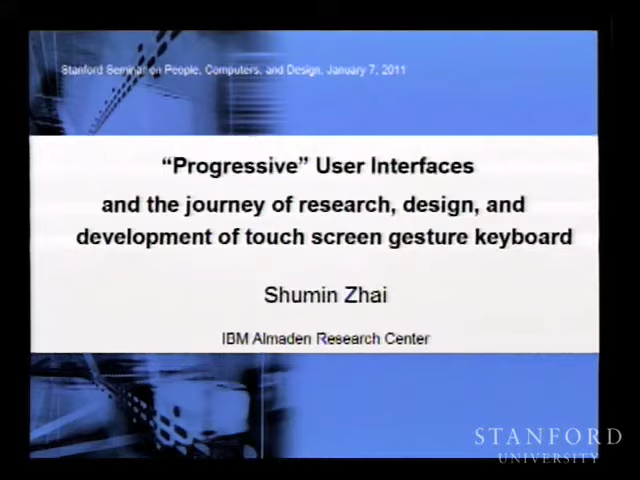 Stanford Seminar on People, Computers, and Design, January 7, 2011
“Progressive” User Interfaces
and the journey of research, design, and
development of touch screen gesture keyboard
Shumin Zhai
IBM Almaden Research Center
STANFORD
UNIVERSITY